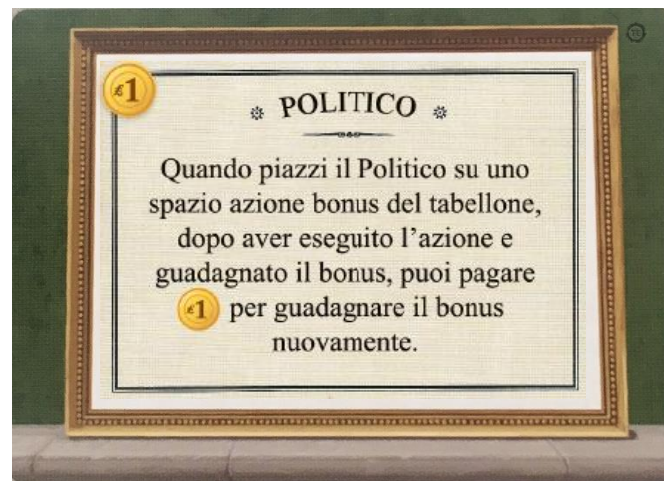 €1
POLITICO
Quando piazzi il Politico su uno
spazio azione bonus del tabellone,
dopo aver eseguito l’azione e
guadagnato il bonus, puoi pagare
€1 per guadagnare il bonus
nuovamente.